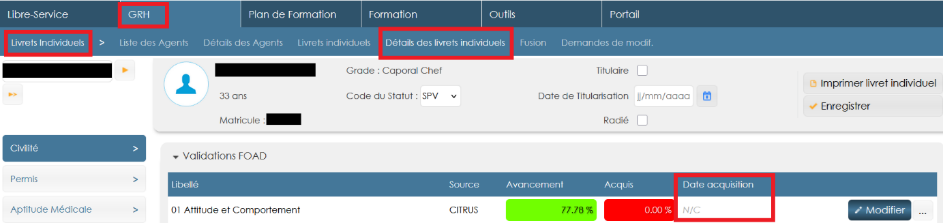 Libre-Service GRH Plan de Formation Formation Outils Portail
Livrets Individuels > Liste des Agents Détails des Agents Livrets individuels Détails des livrets individuels Fusion Demandes de modif.
Grade : Caporal Chef Titulaire
Imprimer livret individuel
33 ans Code du Statut : SPV Date de Titularisation jj/mm/aaaa
Enregistrer
Matricule : Radié
Civilité >
Validations FOAD
Permis >
Libellé Source Avancement Acquis Date acquisition
Aptitude Médicale >
01 Attitude et Comportement CITRUS 77.78 % 0.00 % N/C Modifier ...